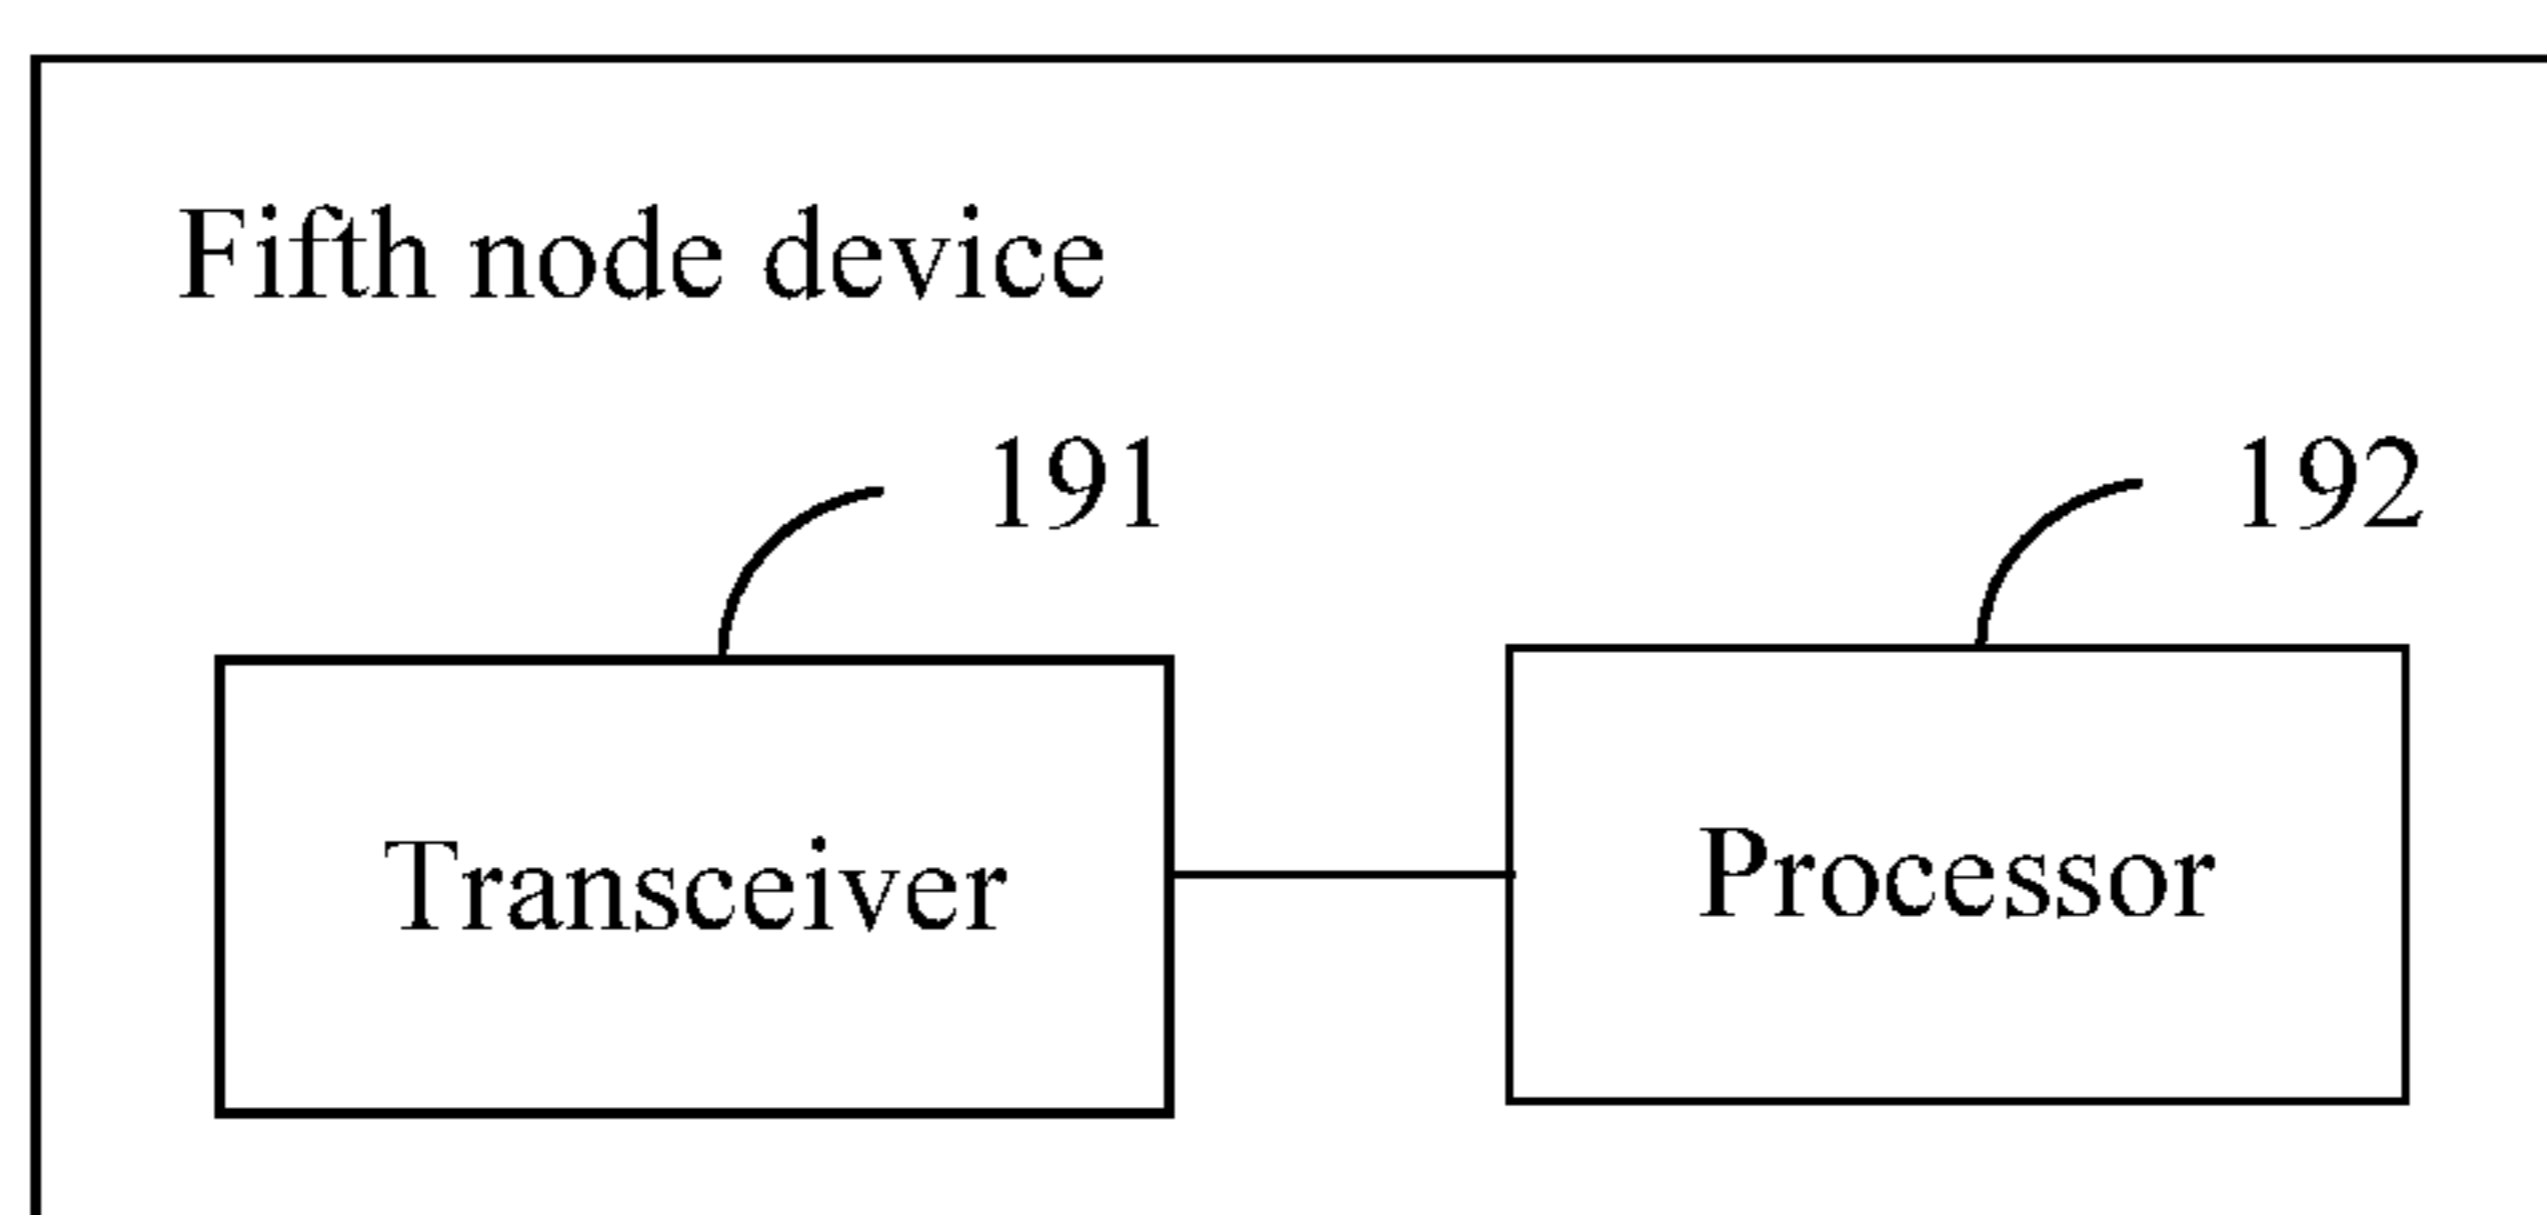 Fifth node device
191
192
Transceiver
Processor